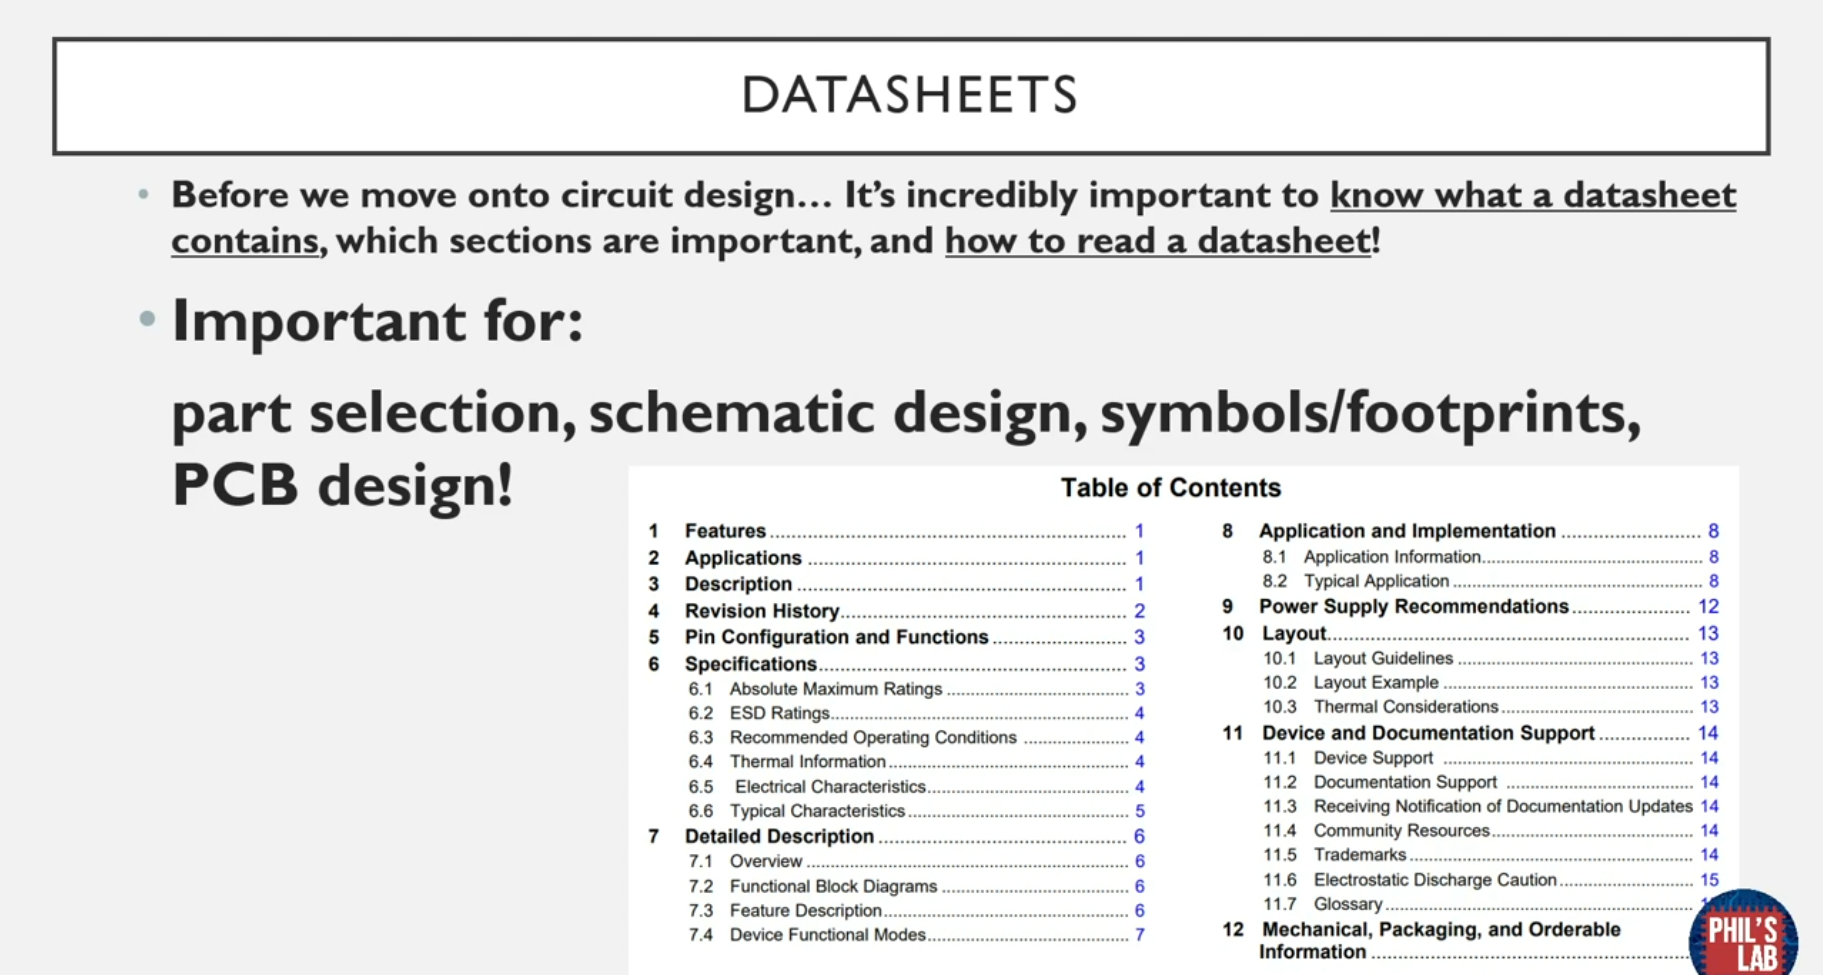 DATASHEETS
• Before we move onto circuit design... It's incredibly important to know what a datasheet
contains, which sections are important, and how to read a datasheet!
• Important for:
part selection, schematic design, symbols/footprints,
PCB design!
Table of Contents
1 Features ........ 1
2 Applications ........ 1
3 Description ........ 1
4 Revision History ........ 2
5 Pin Configuration and Functions ........ 3
6 Specifications ........ 3
6.1 Absolute Maximum Ratings ........ 3
6.2 ESD Ratings ........ 4
6.3 Recommended Operating Conditions ........ 4
6.4 Thermal Information ........ 4
6.5 Electrical Characteristics ........ 4
6.6 Typical Characteristics ........ 5
7 Detailed Description ........ 6
7.1 Overview ........ 6
7.2 Functional Block Diagrams ........ 6
7.3 Feature Description ........ 6
7.4 Device Functional Modes ........ 7
8 Application and Implementation ........ 8
8.1 Application Information ........ 8
8.2 Typical Application ........ 8
9 Power Supply Recommendations ........ 12
10 Layout ........ 13
10.1 Layout Guidelines ........ 13
10.2 Layout Example ........ 13
10.3 Thermal Considerations ........ 13
11 Device and Documentation Support ........ 14
11.1 Device Support ........ 14
11.2 Documentation Support ........ 14
11.3 Receiving Notification of Documentation Updates 14
11.4 Community Resources ........ 14
11.5 Trademarks ........ 14
11.6 Electrostatic Discharge Caution ........ 15
11.7 Glossary ........
12 Mechanical, Packaging, and Orderable
Information ........
PHIL'S
LAB